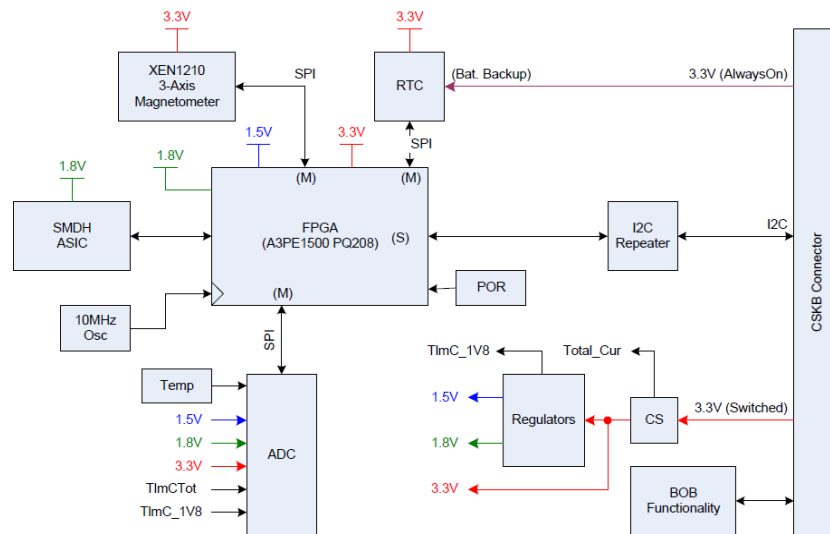 3.3V
3.3V
XEN1210
3-Axis
Magnetometer
SPI
RTC
(Bat. Backup)
3.3V (AlwaysOn)
1.5V
3.3V
SPI
1.8V
1.8V
(M)
(M)
SMDH
ASIC
FPGA
(A3PE1500 PQ208)
(S)
I2C
Repeater
I2C
CSKB Connector
(M)
POR
10MHz
Osc
SPI
TlmC_1V8
Total_Cur
Temp
1.5V
1.8V
3.3V
TlmCTot
TlmC_1V8
ADC
1.5V
1.8V
3.3V
Regulators
CS
3.3V (Switched)
BOB
Functionality